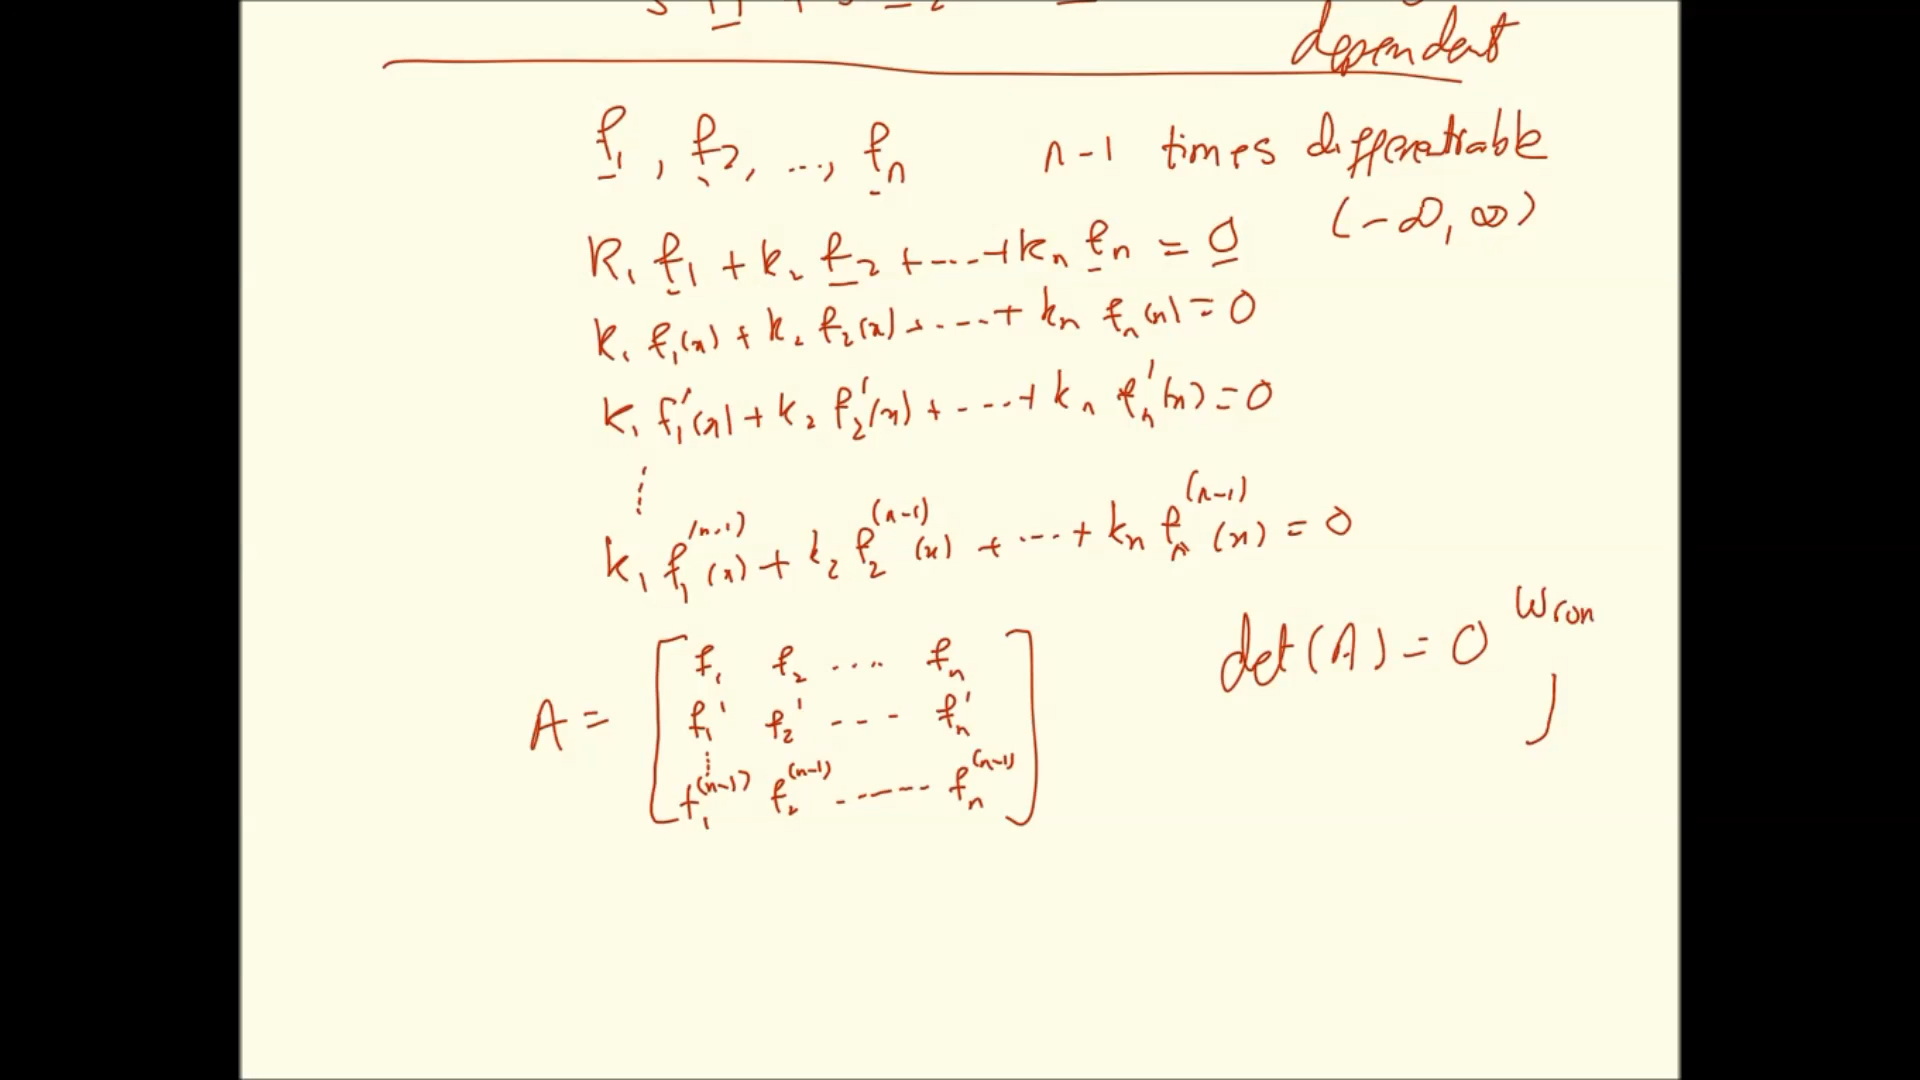 dependent
f₁, f₂, ..., fₙ n-1 times differentiable
(-∞, ∞)
k₁ f₁ + k₂ f₂ + ... + kₙ fₙ = 0
k₁ f₁(x) + k₂ f₂(x) + ... + kₙ fₙ(x) = 0
k₁ f₁'(x) + k₂ f₂'(x) + ... + kₙ fₙ'(x) = 0
⋮
k₁ f₁⁽ⁿ⁻¹⁾(x) + k₂ f₂⁽ⁿ⁻¹⁾(x) + ... + kₙ fₙ⁽ⁿ⁻¹⁾(x) = 0
det(A) = 0 Wron
A = [ f₁ f₂ .... fₙ
f₁' f₂' ... fₙ'
⋮
f₁⁽ⁿ⁻¹⁾ f₂⁽ⁿ⁻¹⁾ ...... fₙ⁽ⁿ⁻¹⁾ ]